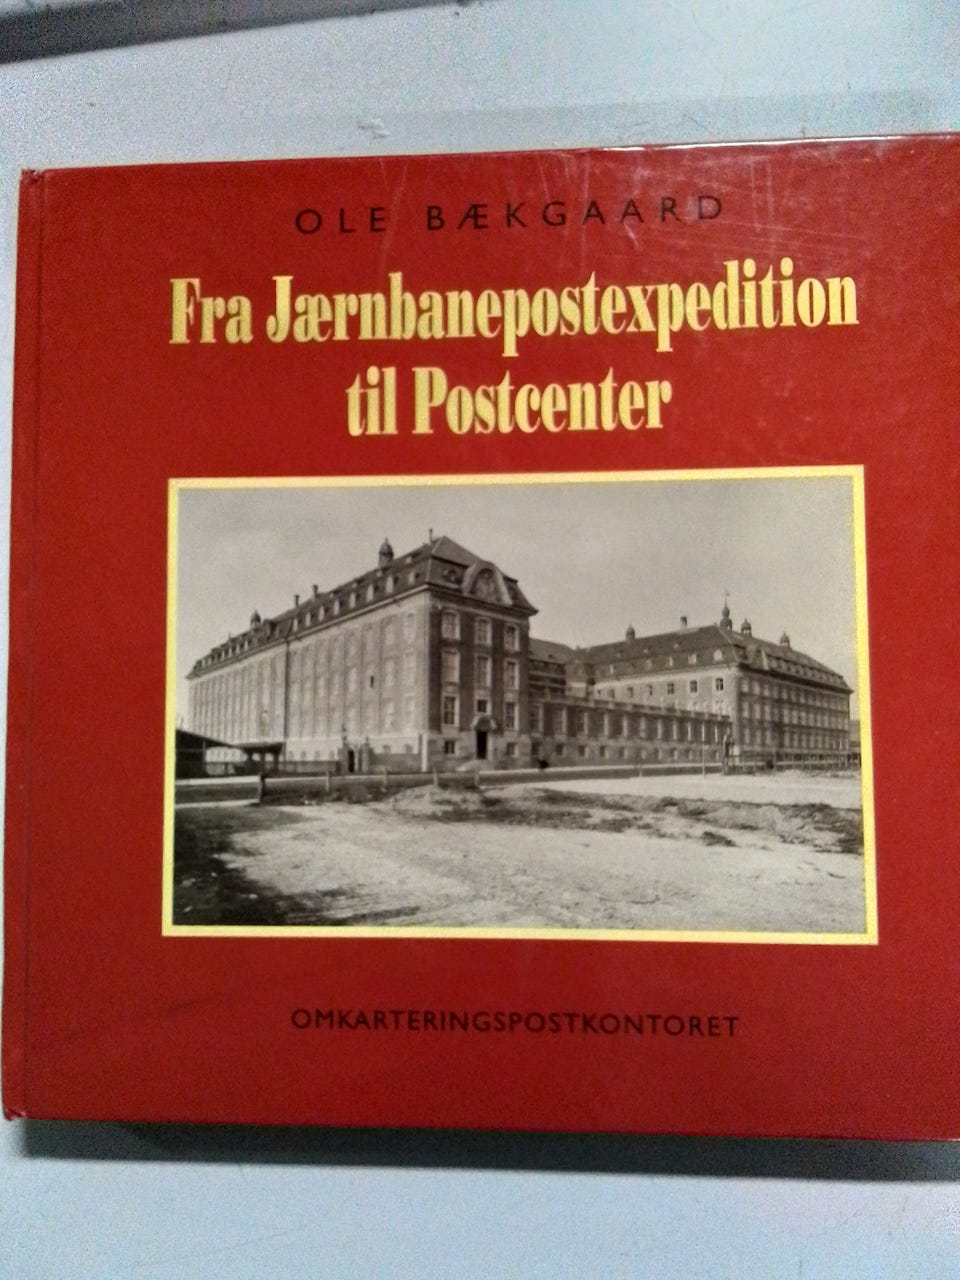 OLE BÆKGAARD
Fra Jærnbanepostexpedition
til Postcenter
OMKARTERINGSPOSTKONTORET